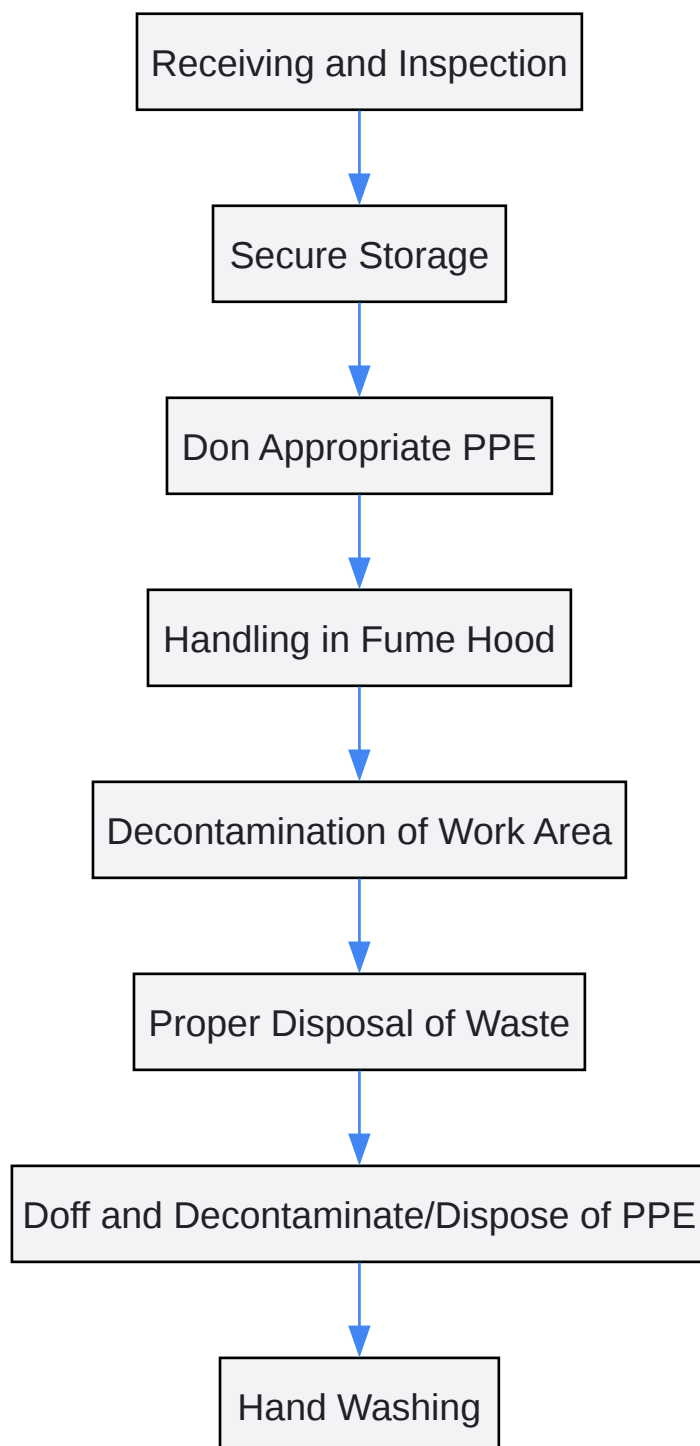 Receiving and Inspection
Secure Storage
Don Appropriate PPE
Handling in Fume Hood
Decontamination of Work Area
Proper Disposal of Waste
Doff and Decontaminate/Dispose of PPE
Hand Washing